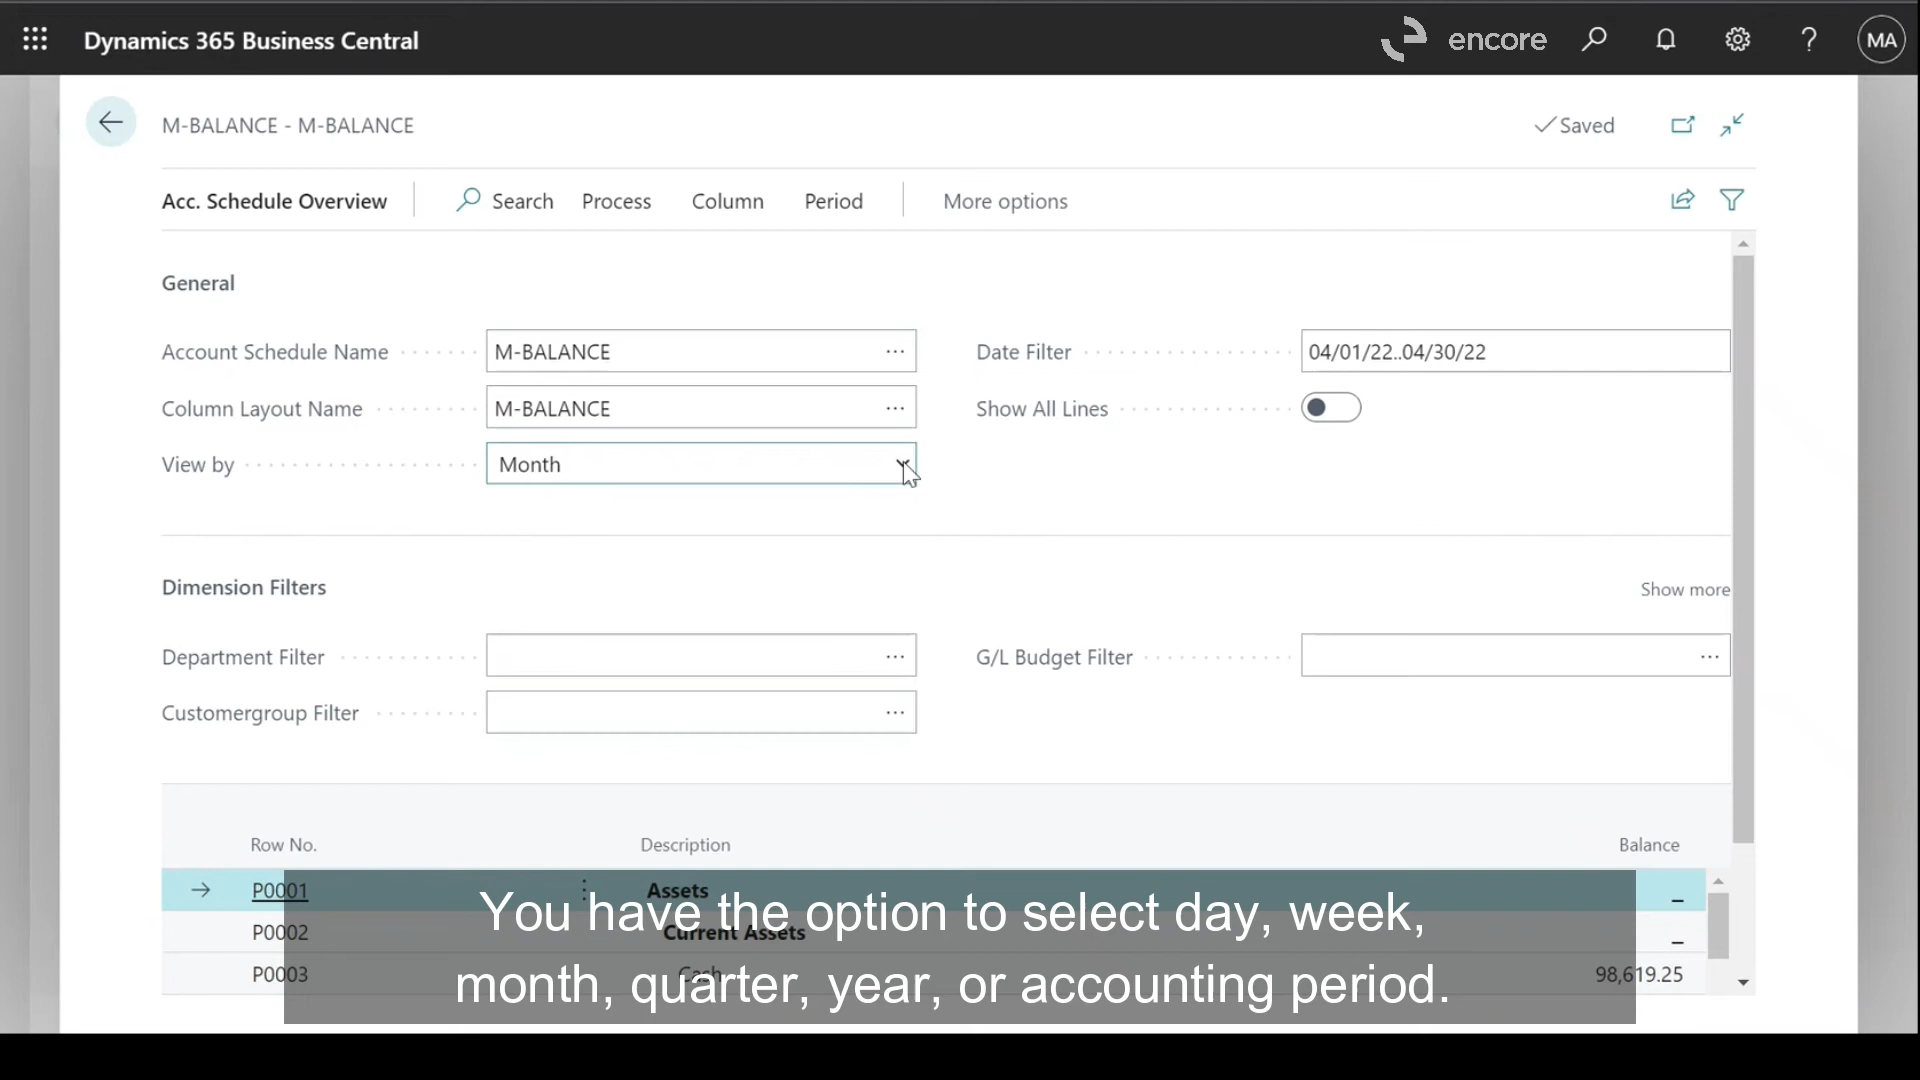 Dynamics 365 Business Central
encore
?
MA
M-BALANCE - M-BALANCE
Saved
Acc. Schedule Overview
Search
Process
Column
Period
More options
General
Account Schedule Name
M-BALANCE
Date Filter
04/01/22..04/30/22
Column Layout Name
M-BALANCE
Show All Lines
View by
Month
Dimension Filters
Show more
Department Filter
G/L Budget Filter
Customergroup Filter
Row No.
Description
Balance
P0001
Assets
_
P0002
Current Assets
_
P0003
Cash
98,619.25
You have the option to select day, week,
month, quarter, year, or accounting period.